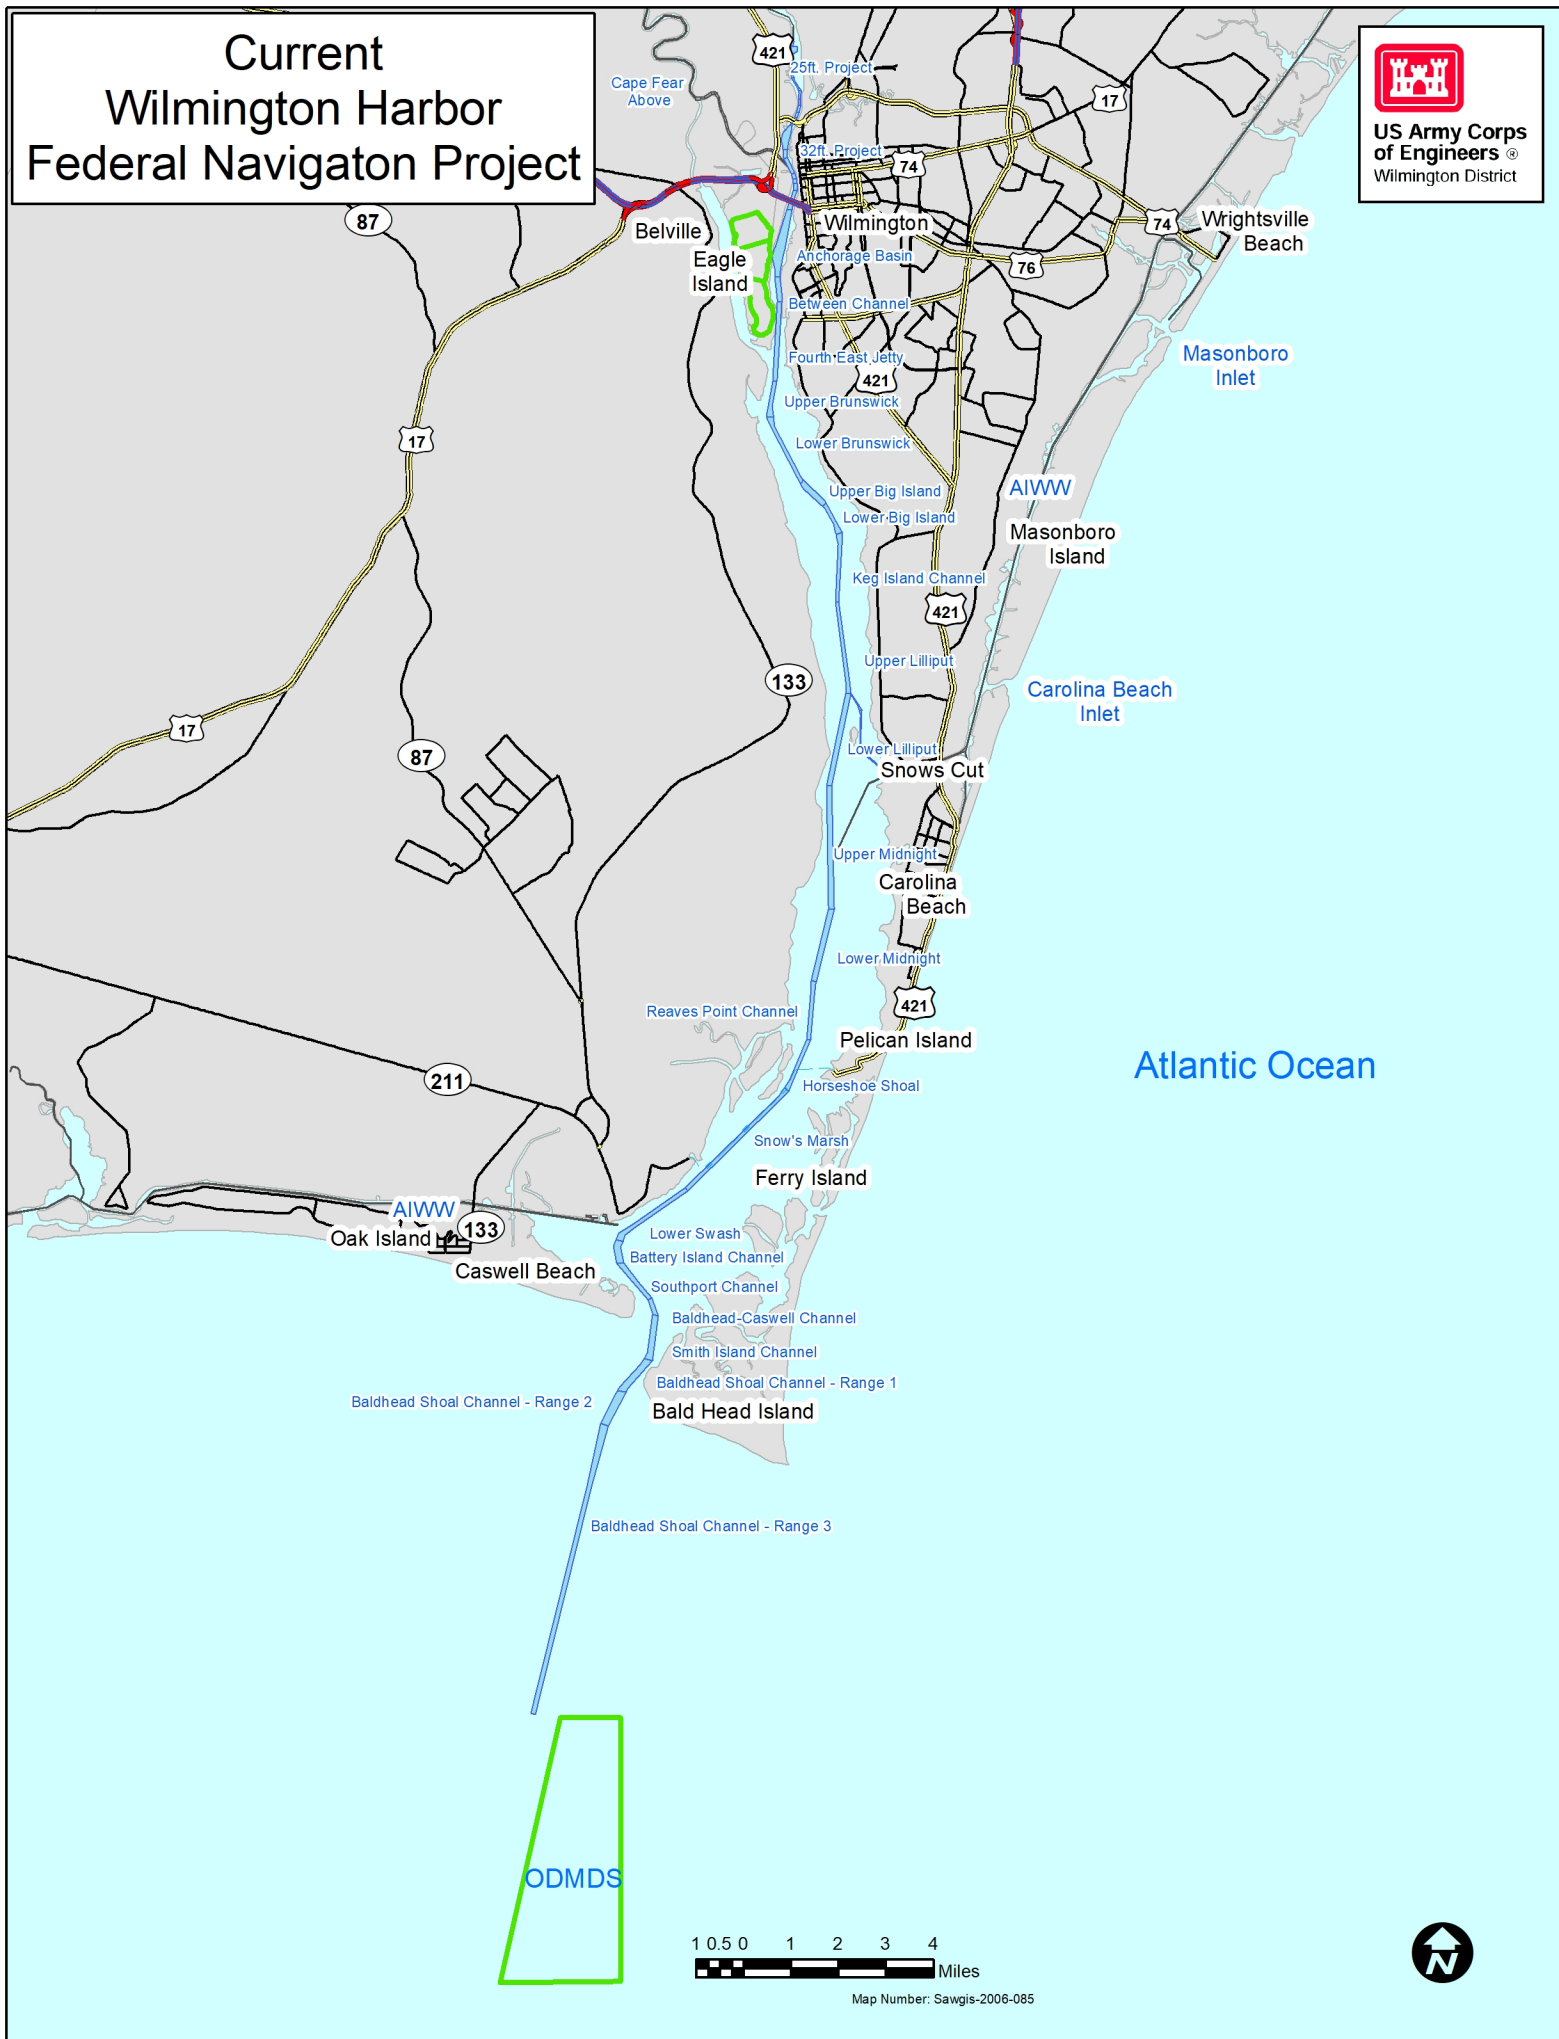 Current
Wilmington Harbor
Federal Navigaton Project
US Army Corps
of Engineers ®
Wilmington District
421
25ft. Project
Cape Fear
Above
17
32ft. Project
74
87
Belville
Wilmington
74
Wrightsville
Beach
Eagle
Island
Anchorage Basin
76
Between Channel
Fourth East Jetty
Masonboro
Inlet
421
Upper Brunswick
17
Lower Brunswick
Upper Big Island
AIWW
Lower Big Island
Masonboro
Island
Keg Island Channel
421
Upper Lilliput
133
Carolina Beach
Inlet
17
87
Lower Lilliput
Snows Cut
Upper Midnight
Carolina
Beach
Lower Midnight
421
Reaves Point Channel
Pelican Island
Atlantic Ocean
211
Horseshoe Shoal
Snow's Marsh
Ferry Island
AIWW
133
Oak Island
Lower Swash
Battery Island Channel
Caswell Beach
Southport Channel
Baldhead-Caswell Channel
Smith Island Channel
Baldhead Shoal Channel - Range 1
Baldhead Shoal Channel - Range 2
Bald Head Island
Baldhead Shoal Channel - Range 3
ODMDS
1 0.5 0 1 2 3 4
Miles
N
Map Number: Sawgis-2006-085